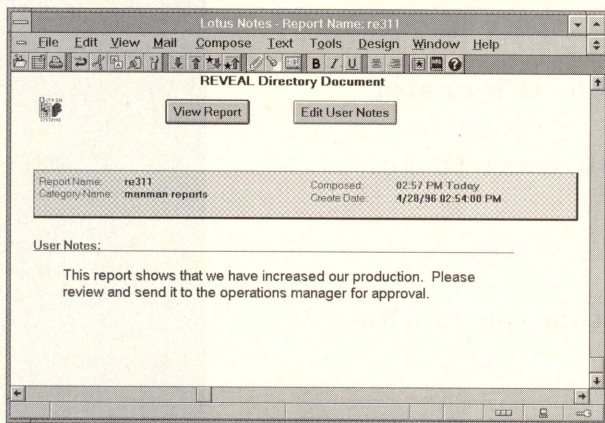 Lotus Notes - Report Name: re311
File Edit View Mail Compose Text Tools Design Window Help
B I U
REVEAL Directory Document
SYSTEMS
View Report Edit User Notes
Report Name: re311 Composed: 02:57 PM Today
Category Name: manman reports Create Date: 4/28/96 02:54:00 PM
User Notes:
This report shows that we have increased our production. Please
review and send it to the operations manager for approval.